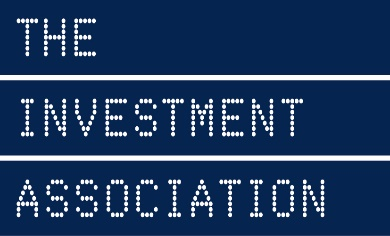 THE
INVESTMENT
ASSOCIATION